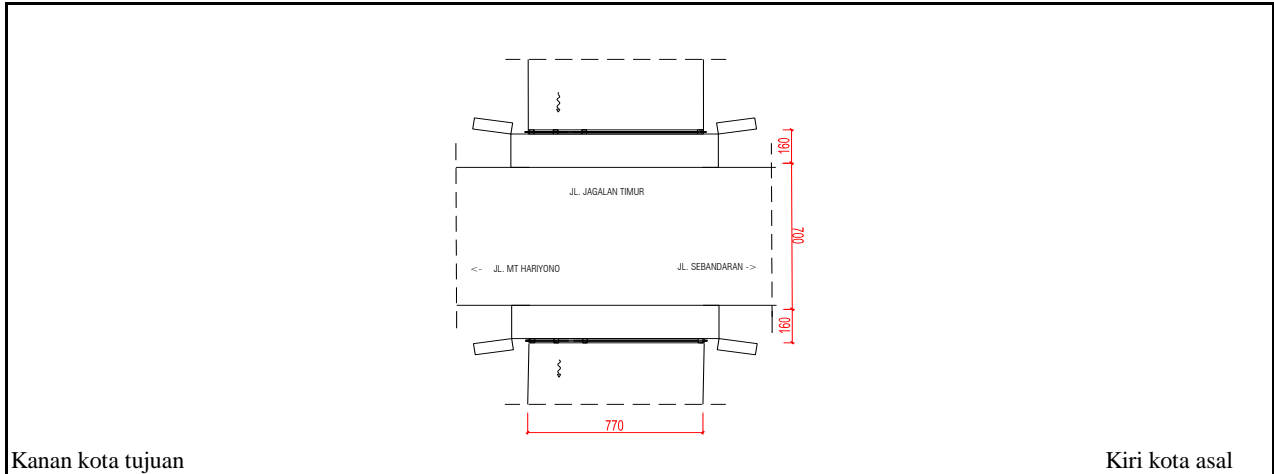 160
JL. JAGALAN TIMUR
700
<- JL. MT HARIYONO JL. SEBANDARAN ->
160
770
Kanan kota tujuan Kiri kota asal